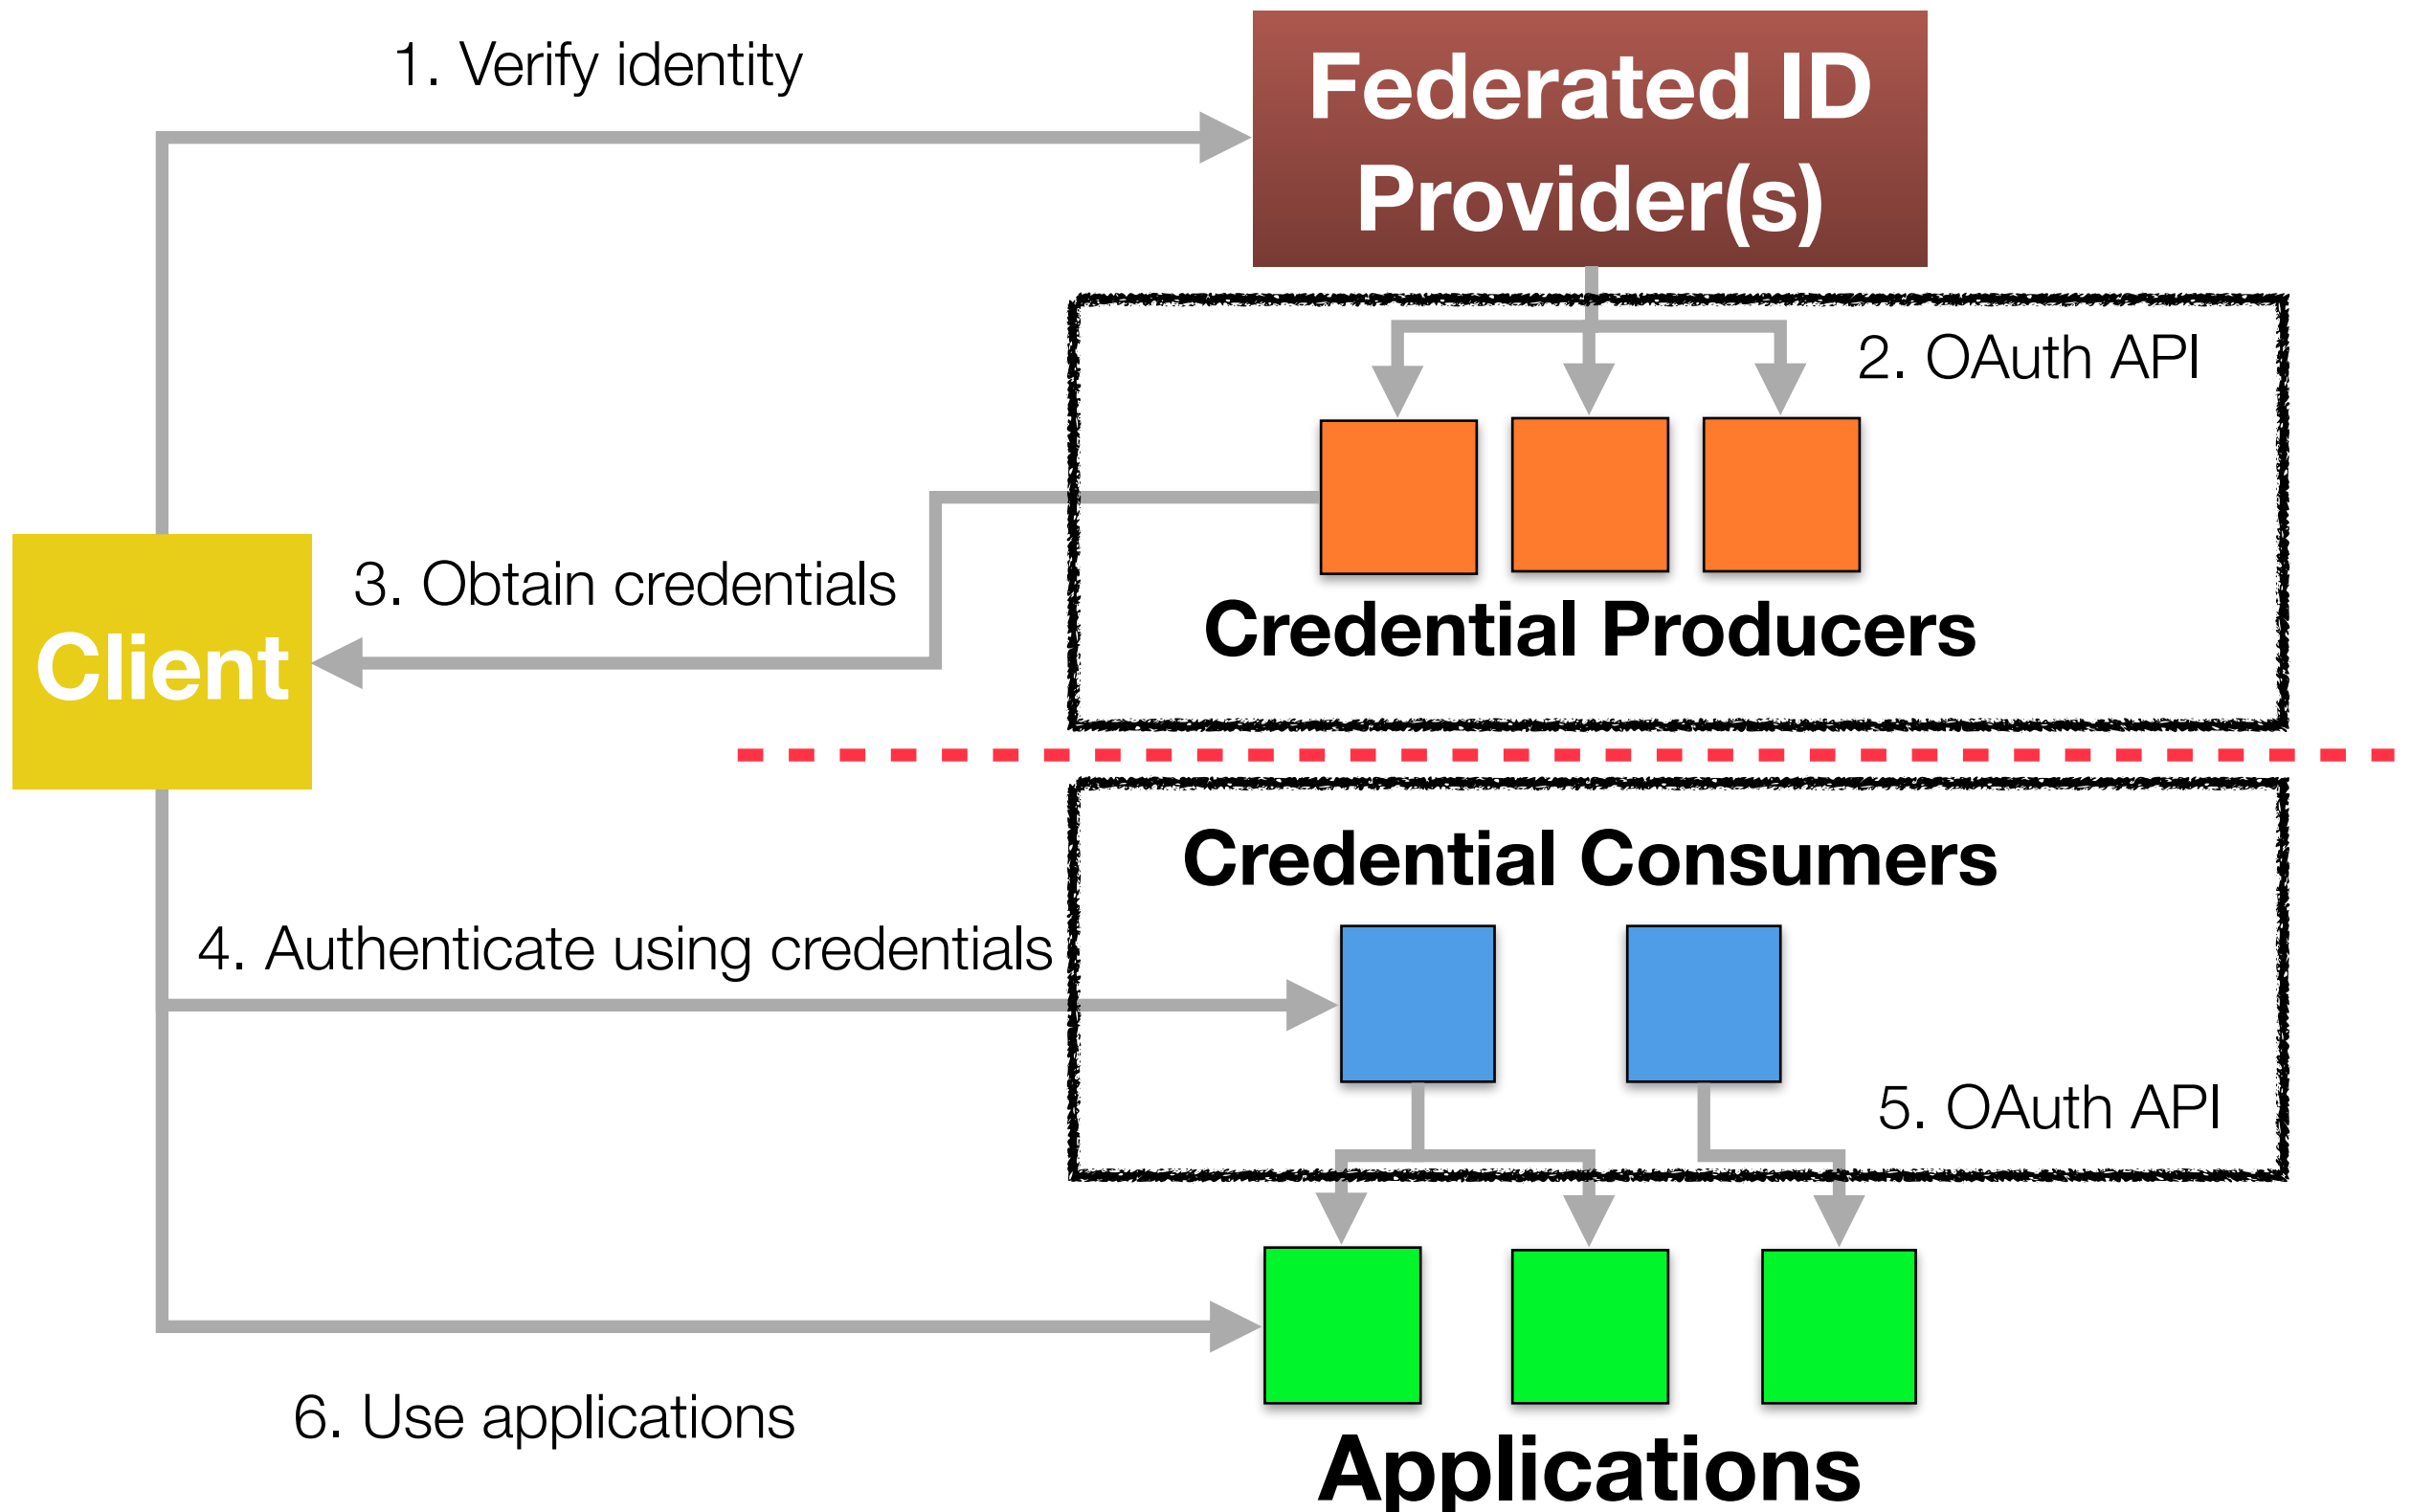 1. Verify identity
Federated ID
Provider(s)
2. OAuth API
3. Obtain credentials
Client
Credential Producers
Credential Consumers
4. Authenticate using credentials
5. OAuth API
6. Use applications
Applications